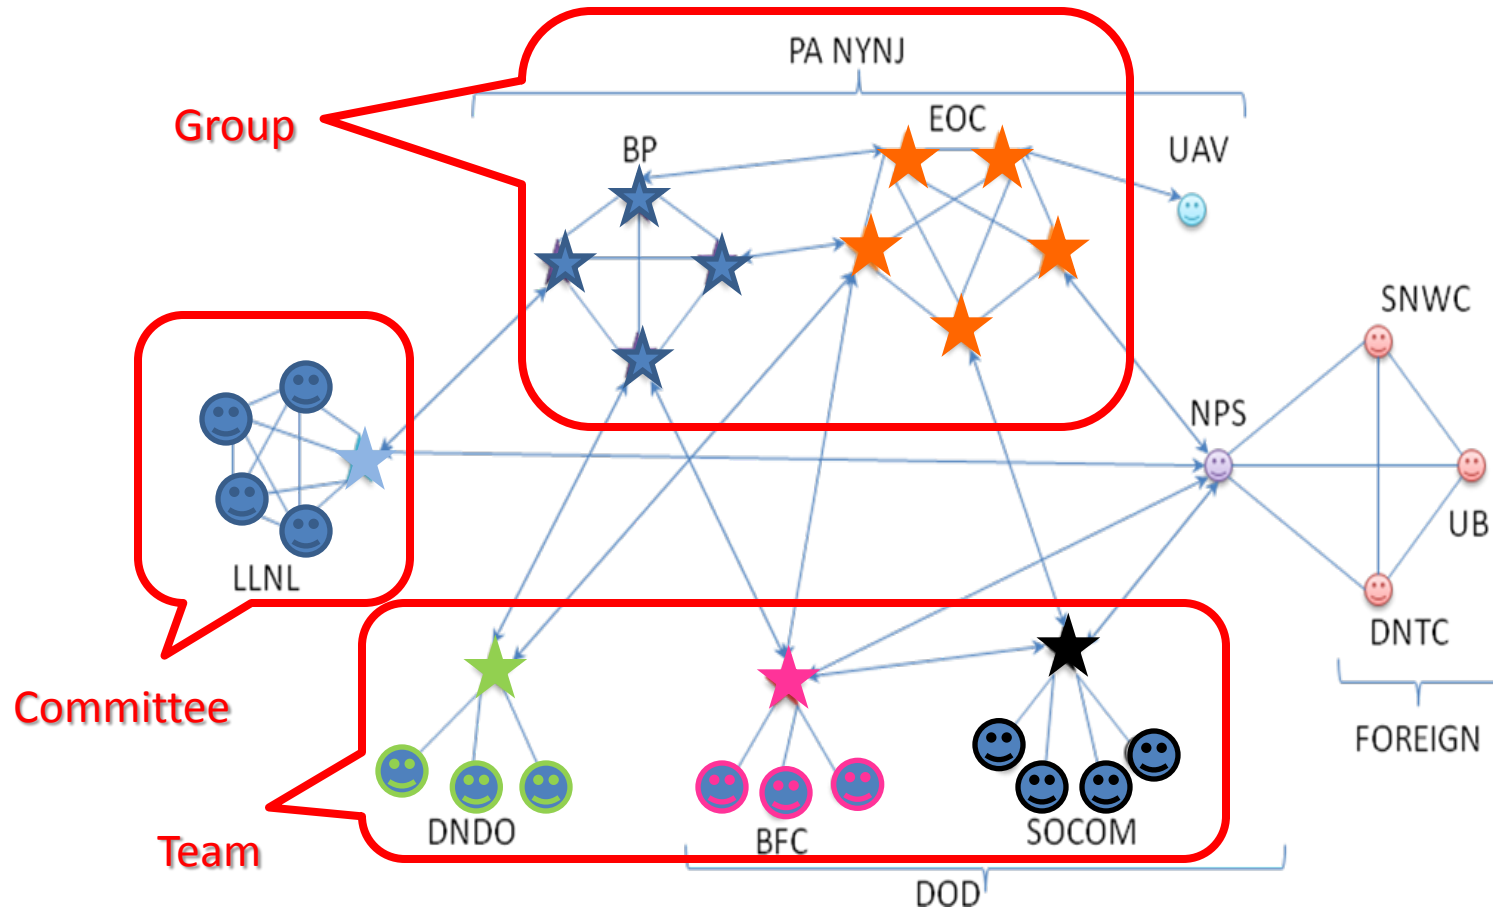 PA NYNJ
Group
EOC
BP
UAV
SNWC
NPS
UB
LLNL
DNTC
Committee
FOREIGN
DNDO
BFC
SOCOM
Team
DOD